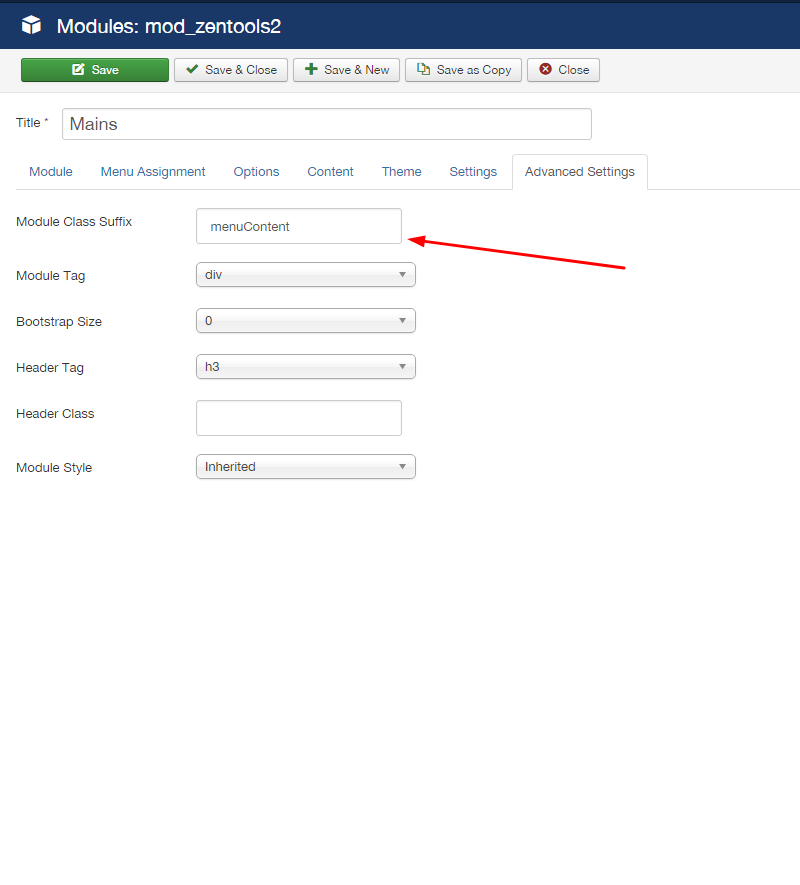 Modules: mod_zentools2
Save Save & Close Save & New Save as Copy Close
Title * Mains
Module Menu Assignment Options Content Theme Settings Advanced Settings
Module Class Suffix menuContent
Module Tag div
Bootstrap Size 0
Header Tag h3
Header Class
Module Style Inherited